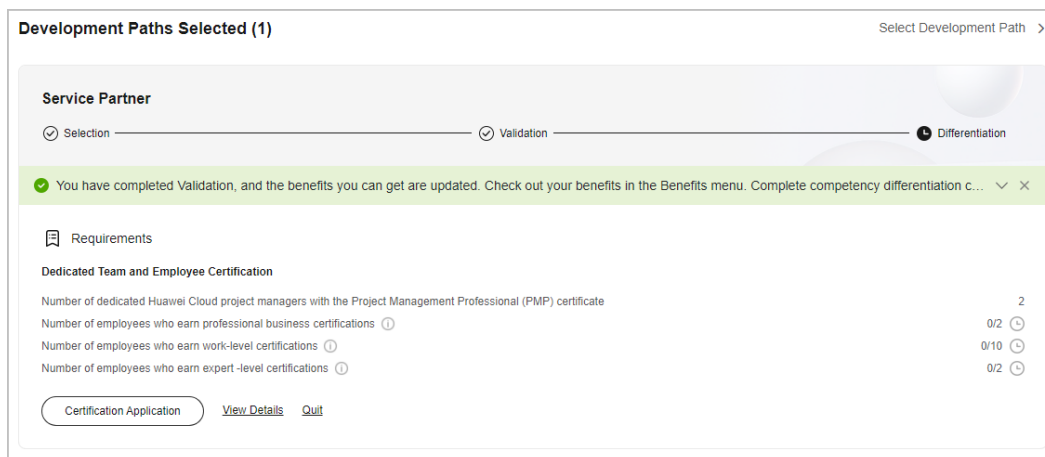 Development Paths Selected (1)
Select Development Path
Service Partner
Selection
Validation
Differentiation
You have completed Validation, and the benefits you can get are updated. Check out your benefits in the Benefits menu. Complete competency differentiation c...
Requirements
Dedicated Team and Employee Certification
Number of dedicated Huawei Cloud project managers with the Project Management Professional (PMP) certificate 2
Number of employees who earn professional business certifications 0/2
Number of employees who earn work-level certifications 0/10
Number of employees who earn expert -level certifications 0/2
Certification Application View Details Quit